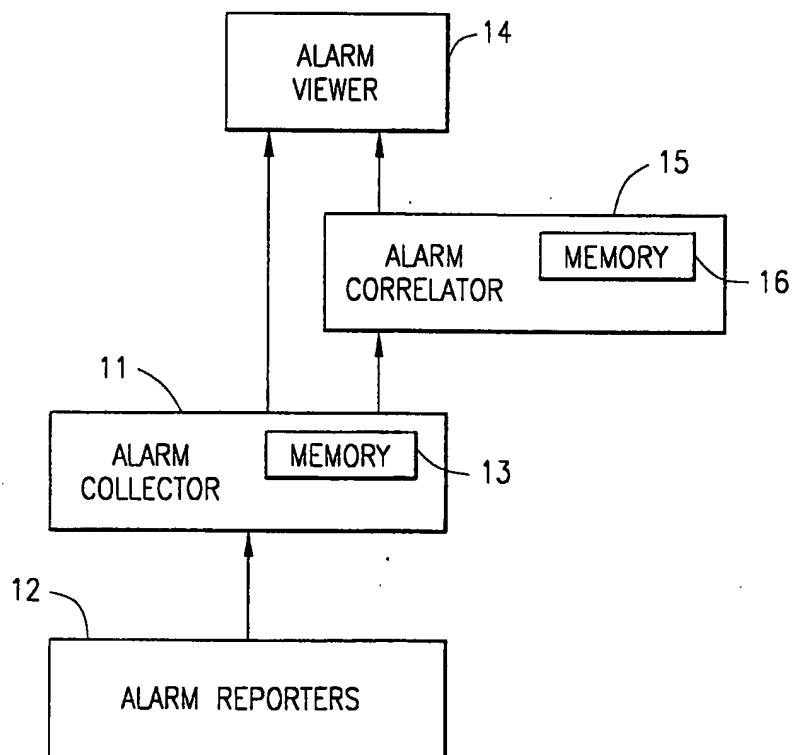 ALARM
VIEWER
14
15
ALARM
CORRELATOR
MEMORY
16
11
ALARM
COLLECTOR
MEMORY
13
12
ALARM REPORTERS